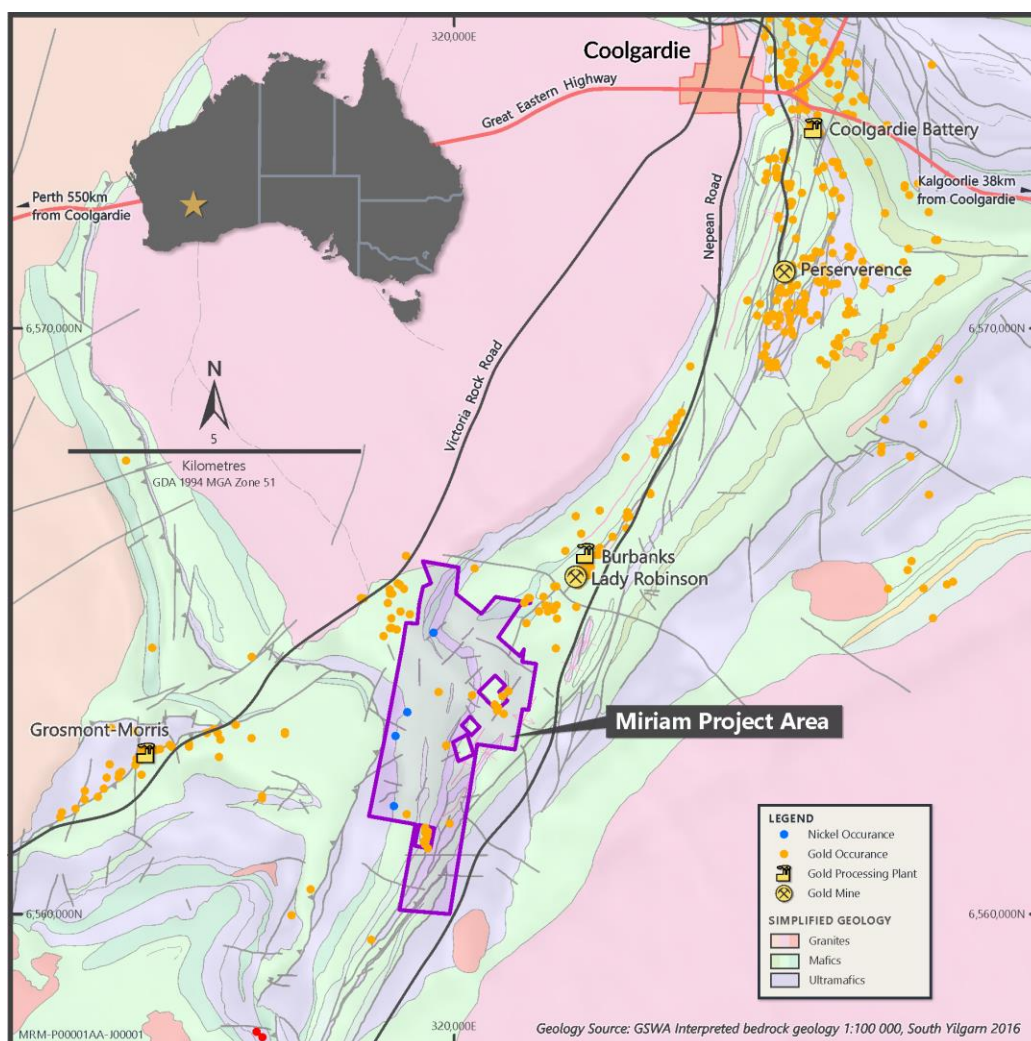 320,000E
Coolgardie
Great Eastern Highway
Coolgardie Battery
Perth 550km
from Coolgardie
Kalgoorlie 38km
from Coolgardie
Nepean Road
Perserverence
6,570,000N
6,570,000N
N
Victoria Rock Road
5
Kilometres
GDA 1994 MGA Zone 51
Burbanks
Lady Robinson
Grosmont-Morris
Miriam Project Area
LEGEND
Nickel Occurance
Gold Occurance
Gold Processing Plant
Gold Mine
SIMPLIFIED GEOLOGY
Granites
Mafics
Ultramafics
6,560,000N
6,560,000N
MRM-P00001AA-J00001
320,000E
Geology Source: GSWA Interpreted bedrock geology 1:100 000, South Yilgarn 2016